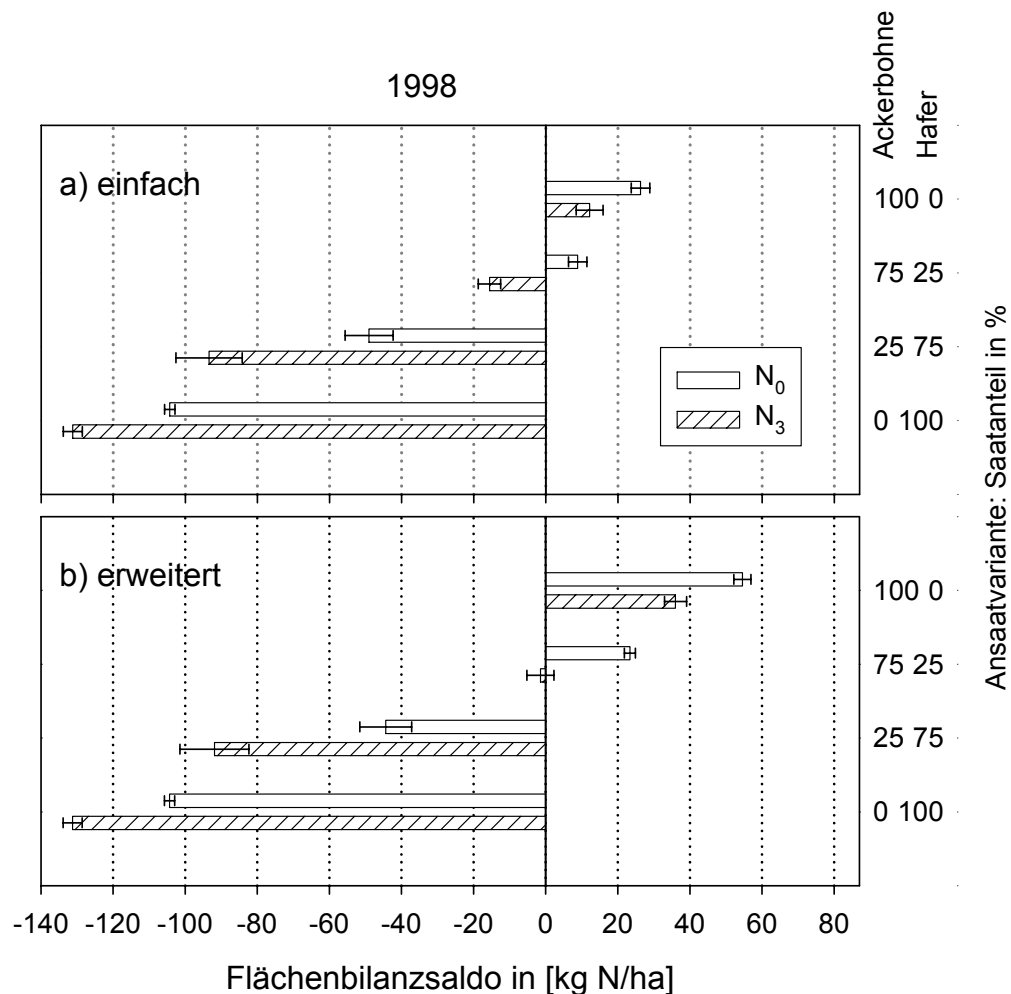 1998
Ackerbohne
Hafer
a) einfach
100 0
75 25
25 75
0 100
N0
N3
b) erweitert
100 0
75 25
25 75
0 100
Ansaatvariante: Saatanteil in %
-140 -120 -100 -80 -60 -40 -20 0 20 40 60 80
Flächenbilanzsaldo in [kg N/ha]